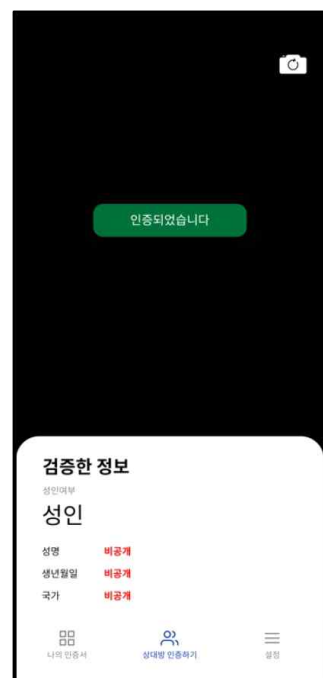 인증되었습니다
검증한 정보
성인여부
성인
성명 비공개
생년월일 비공개
국가 비공개
나의 인증서 상대방 인증하기 설정